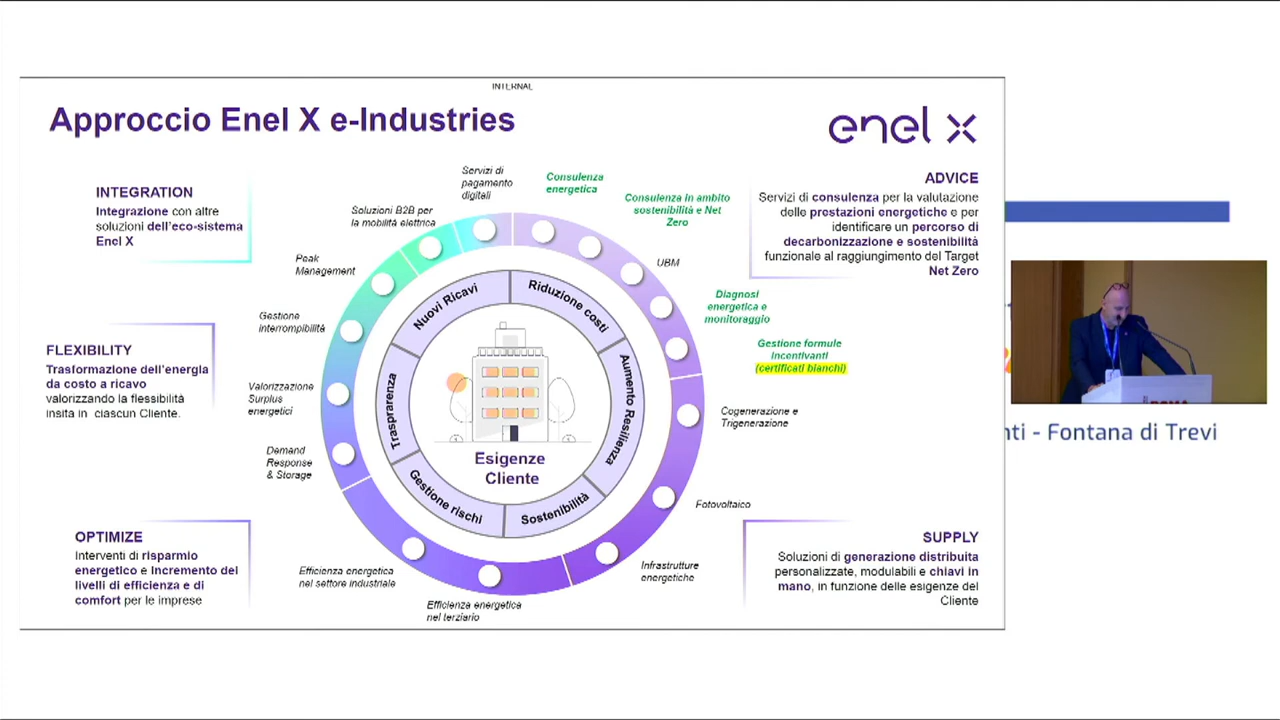 INTERNAL
Approccio Enel X e-Industries
enel x
INTEGRATION
Integrazione con altre
soluzioni dell'eco-sistema
Enel X
FLEXIBILITY
Trasformazione dell'energia
da costo a ricavo
valorizzando la flessibilità
insita in ciascun Cliente.
OPTIMIZE
Interventi di risparmio
energetico e incremento dei
livelli di efficienza e di
comfort per le imprese
Servizi di
pagamento
digitali
Soluzioni B2B per
la mobilità elettrica
Peak
Management
Gestione
interrompibilità
Valorizzazione
Surplus
energetici
Demand
Response
& Storage
Efficienza energetica
nel settore industriale
Efficienza energetica
nel terziario
Consulenza
energetica
Consulenza in ambito
sostenibilità e Net
Zero
UBM
Diagnosi
energetica e
monitoraggio
Gestione formule
incentivanti
(certificati bianchi)
Cogenerazione e
Trigenerazione
Fotovoltaico
Infrastrutture
energetiche
Nuovi Ricavi
Riduzione costi
Aumento Resilienza
Sostenibilità
Gestione rischi
Trasprarenza
Esigenze
Cliente
ADVICE
Servizi di consulenza per la valutazione
delle prestazioni energetiche e per
identificare un percorso di
decarbonizzazione e sostenibilità
funzionale al raggiungimento del Target
Net Zero
SUPPLY
Soluzioni di generazione distribuita
personalizzate, modulabili e chiavi in
mano, in funzione delle esigenze del
Cliente
nti - Fontana di Trevi